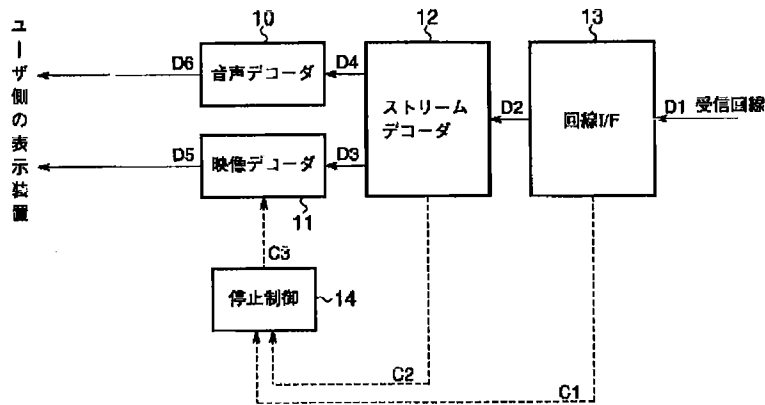 ユーザ側の表示装置
10
12
13
D6
音声デコーダ
D4
ストリーム
デコーダ
D2
回線I/F
D1
受信回線
D5
映像デコーダ
D3
11
C3
停止制御
14
C2
C1